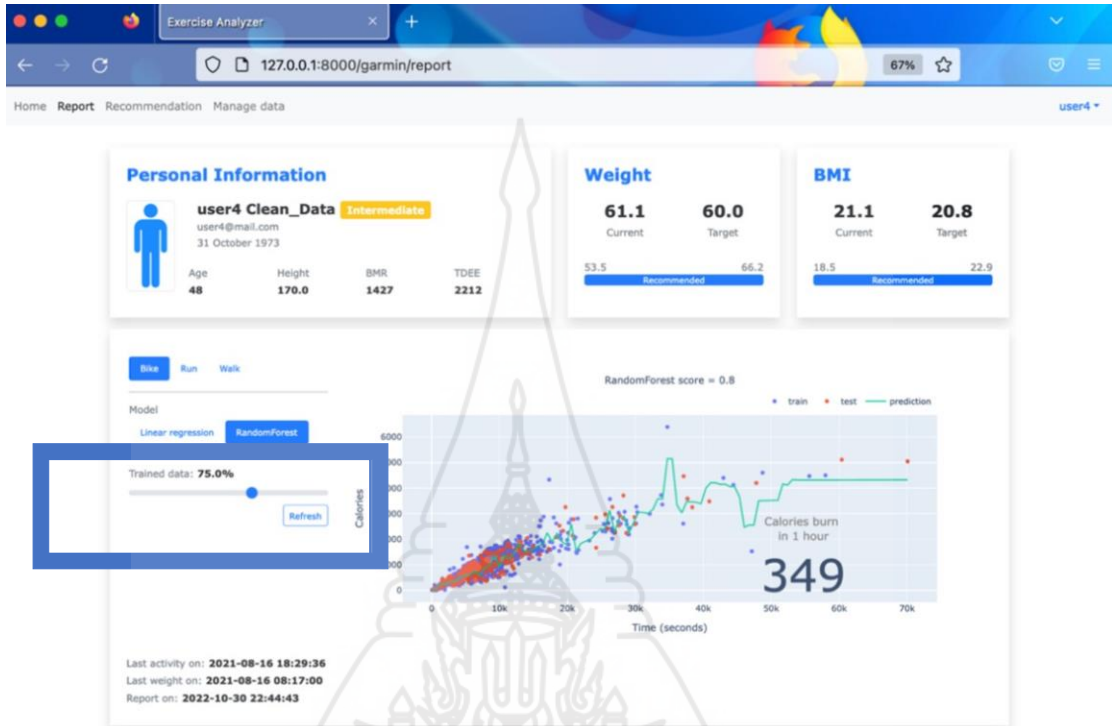 Exercise Analyzer
127.0.0.1:8000/garmin/report
67%
Home Report Recommendation Manage data
user4
Personal Information
user4 Clean_Data Intermediate
user4@mail.com
31 October 1973
Age Height BMR TDEE
48 170.0 1427 2212
Weight
61.1 60.0
Current Target
53.5 66.2
Recommended
BMI
21.1 20.8
Current Target
18.5 22.9
Recommended
Bike Run Walk
Model
Linear regression RandomForest
Trained data: 75.0%
Refresh
RandomForest score = 0.8
train test prediction
6000
000
000
000
000
000
0
Calories
0 10k 20k 30k 40k 50k 60k 70k
Time (seconds)
Calories burn
in 1 hour
349
Last activity on: 2021-08-16 18:29:36
Last weight on: 2021-08-16 08:17:00
Report on: 2022-10-30 22:44:43